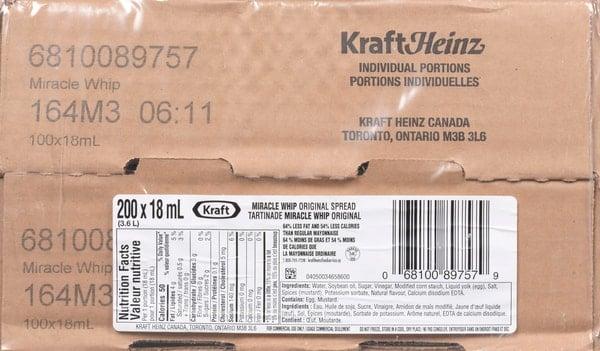 6810089757
Miracle Whip
164M3 06:11
100x18mL
KraftHeinz
INDIVIDUAL PORTIONS
PORTIONS INDIVIDUELLES
KRAFT HEINZ CANADA
TORONTO, ONTARIO M3B 3L6
681008
Miracle Whip
164M3
100x18mL
200 x 18 mL
(3.6 L)
Kraft
MIRACLE WHIP ORIGINAL SPREAD
TARTINADE MIRACLE WHIP ORIGINAL
64% LESS FAT AND 54% LESS CALORIES
THAN REGULAR MAYONNAISE
64 % MOINS DE GRAS ET 54 % MOINS
DE CALORIES QUE
LA MAYONNAISE ORDINAIRE
04050034658600
0 68100 89757 9
Nutrition Facts
Valeur nutritive
Calories 50
Ingredients: Water, Soybean oil, Sugar, Vinegar, Modified corn starch, Liquid yolk (egg), Salt,
Spices (mustard), Potassium sorbate, Natural flavour, Calcium disodium EDTA.
Contains: Egg, Mustard.
Ingrédients : Eau, Huile de soja, Sucre, Vinaigre, Amidon de maïs modifié, Jaune d'œuf liquide
(œuf), Sel, Épices (moutarde), Sorbate de potassium, Arôme naturel, EDTA de calcium disodique.
Contient : Œuf, Moutarde.
KRAFT HEINZ CANADA, TORONTO, ONTARIO M3B 3L6
FOR COMMERCIAL USE ONLY